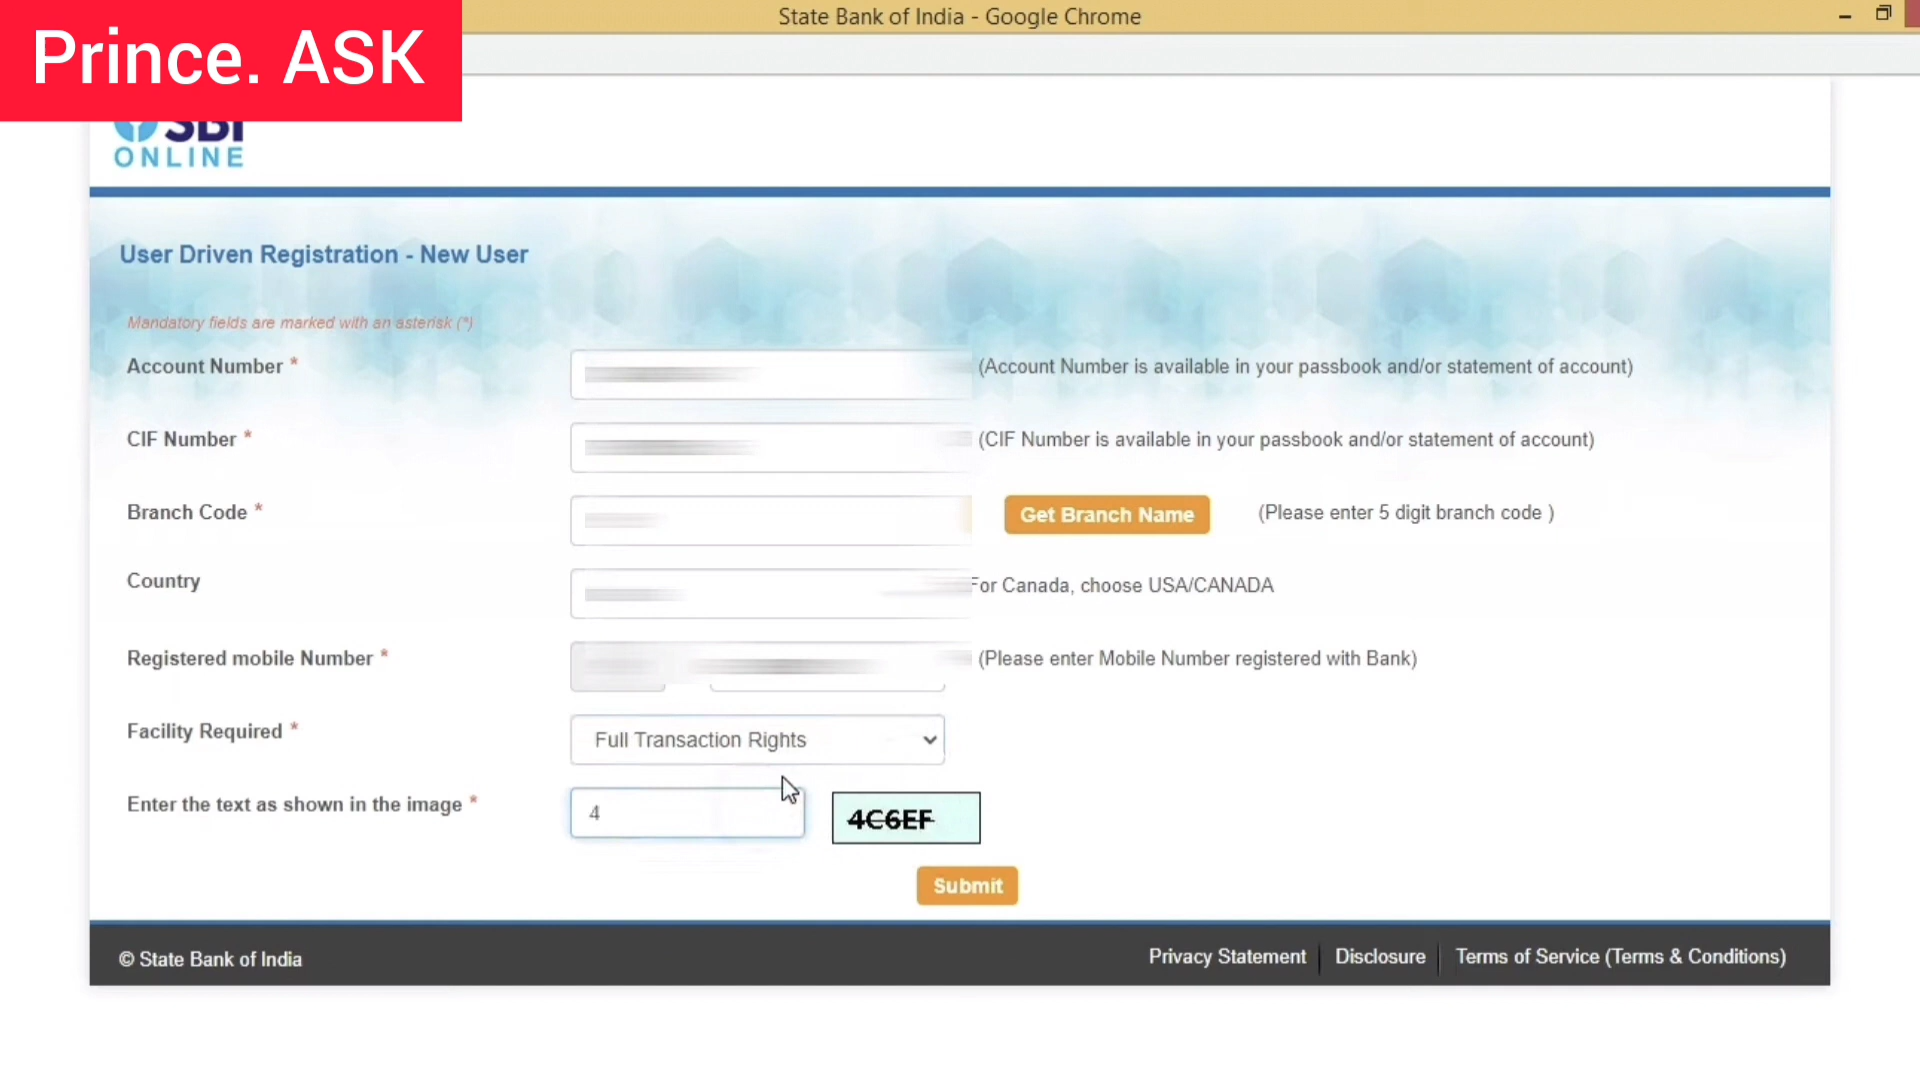 State Bank of India - Google Chrome
Prince. ASK
SBI
ONLINE
User Driven Registration - New User
Mandatory fields are marked with an asterisk (*)
Account Number * (Account Number is available in your passbook and/or statement of account)
CIF Number * (CIF Number is available in your passbook and/or statement of account)
Branch Code * Get Branch Name (Please enter 5 digit branch code )
Country For Canada, choose USA/CANADA
Registered mobile Number * (Please enter Mobile Number registered with Bank)
Facility Required * Full Transaction Rights
Enter the text as shown in the image * 4 4C6EF
Submit
© State Bank of India Privacy Statement Disclosure Terms of Service (Terms & Conditions)